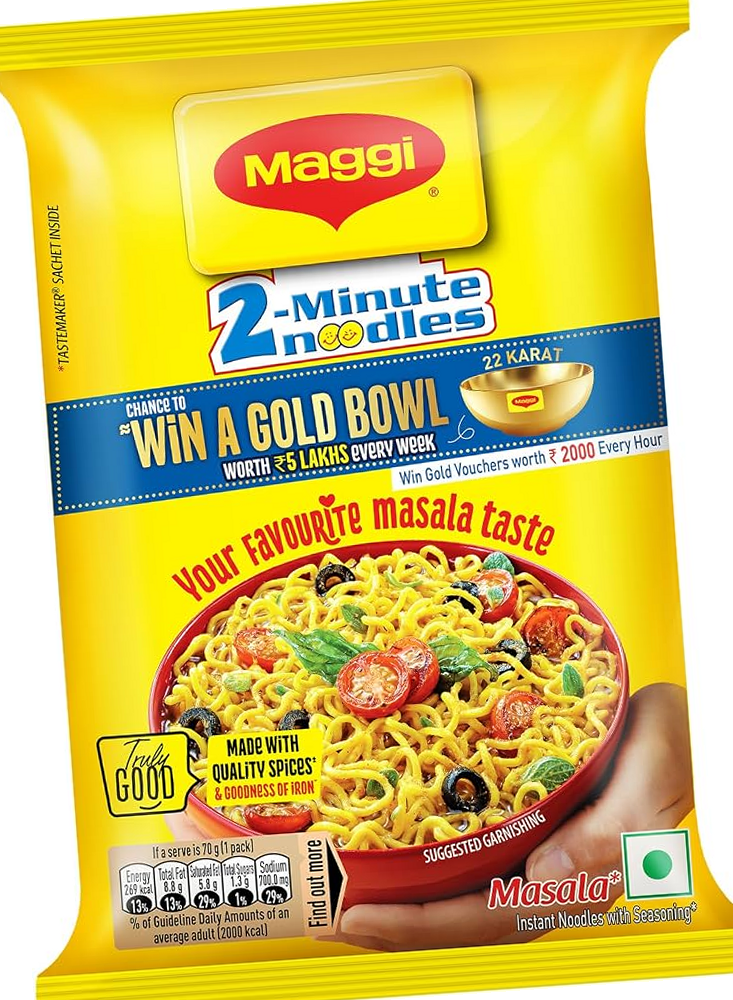 Maggi
®
*TASTEMAKER® SACHET INSIDE
2-Minute
noodles
CHANCE TO
≈WiN A GOLD BOWL
WORTH ₹5 LAKHS EVERY WEEK
22 KARAT
Maggi
Win Gold Vouchers worth ₹ 2000 Every Hour
Your FAVOURiTe masala taste
Truly
GOOD
MADE WiTH
QUALiTY SPiCES‡
& GOODNESS OF iRON^
SUGGESTED GARNISHING
If a serve is 70 g (1 pack)
Energy Total Fat Saturated Fat Total Sugars Sodium
269 kcal 8.8 g 5.8 g 1.3 g 700.0 mg
13% 13% 29% 1% 29%
% of Guideline Daily Amounts of an
average adult (2000 kcal)
Find out more
Masala*
Instant Noodles with Seasoning*